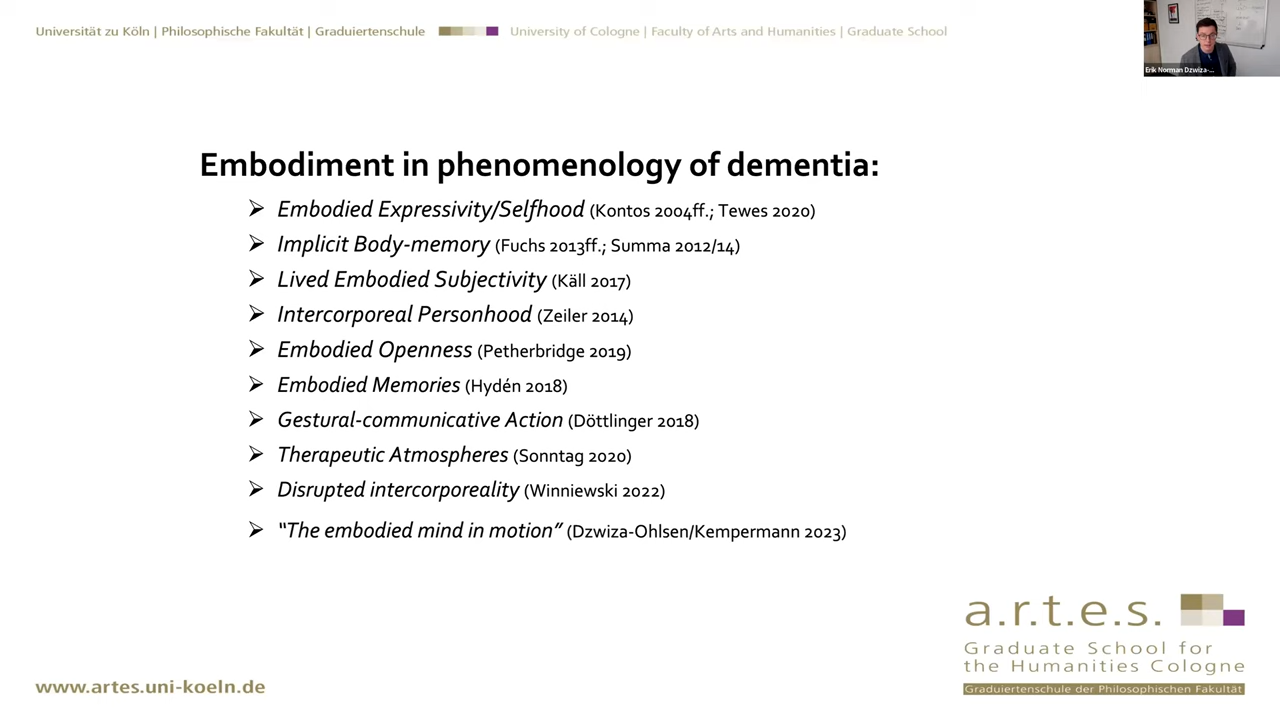 Universität zu Köln | Philosophische Fakultät | Graduiertenschule University of Cologne | Faculty of Arts and Humanities | Graduate School
Erik Norman Dzwiza-...
Embodiment in phenomenology of dementia:
➢ Embodied Expressivity/Selfhood (Kontos 2004ff.; Tewes 2020)
➢ Implicit Body-memory (Fuchs 2013ff.; Summa 2012/14)
➢ Lived Embodied Subjectivity (Käll 2017)
➢ Intercorporeal Personhood (Zeiler 2014)
➢ Embodied Openness (Petherbridge 2019)
➢ Embodied Memories (Hydén 2018)
➢ Gestural-communicative Action (Döttlinger 2018)
➢ Therapeutic Atmospheres (Sonntag 2020)
➢ Disrupted intercorporeality (Winniewski 2022)
➢ “The embodied mind in motion” (Dzwiza-Ohlsen/Kempermann 2023)
a.r.t.e.s.
Graduate School for
the Humanities Cologne
Graduiertenschule der Philosophischen Fakultät
www.artes.uni-koeln.de